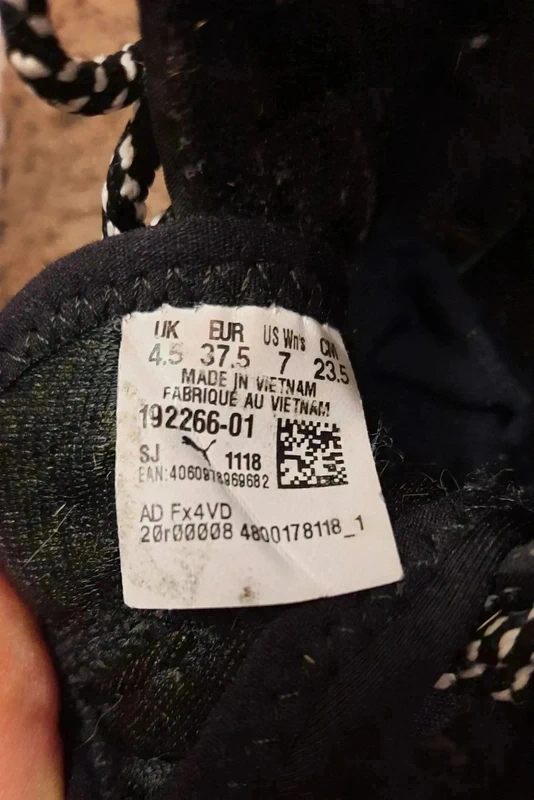 UK EUR US Wn's CM
4.5 37.5 7 23.5
MADE IN VIETNAM
FABRIQUÉ AU VIETNAM
192266-01
SJ 1118
EAN:4060978969682
AD Fx4VD
20r00008 4800178118_1